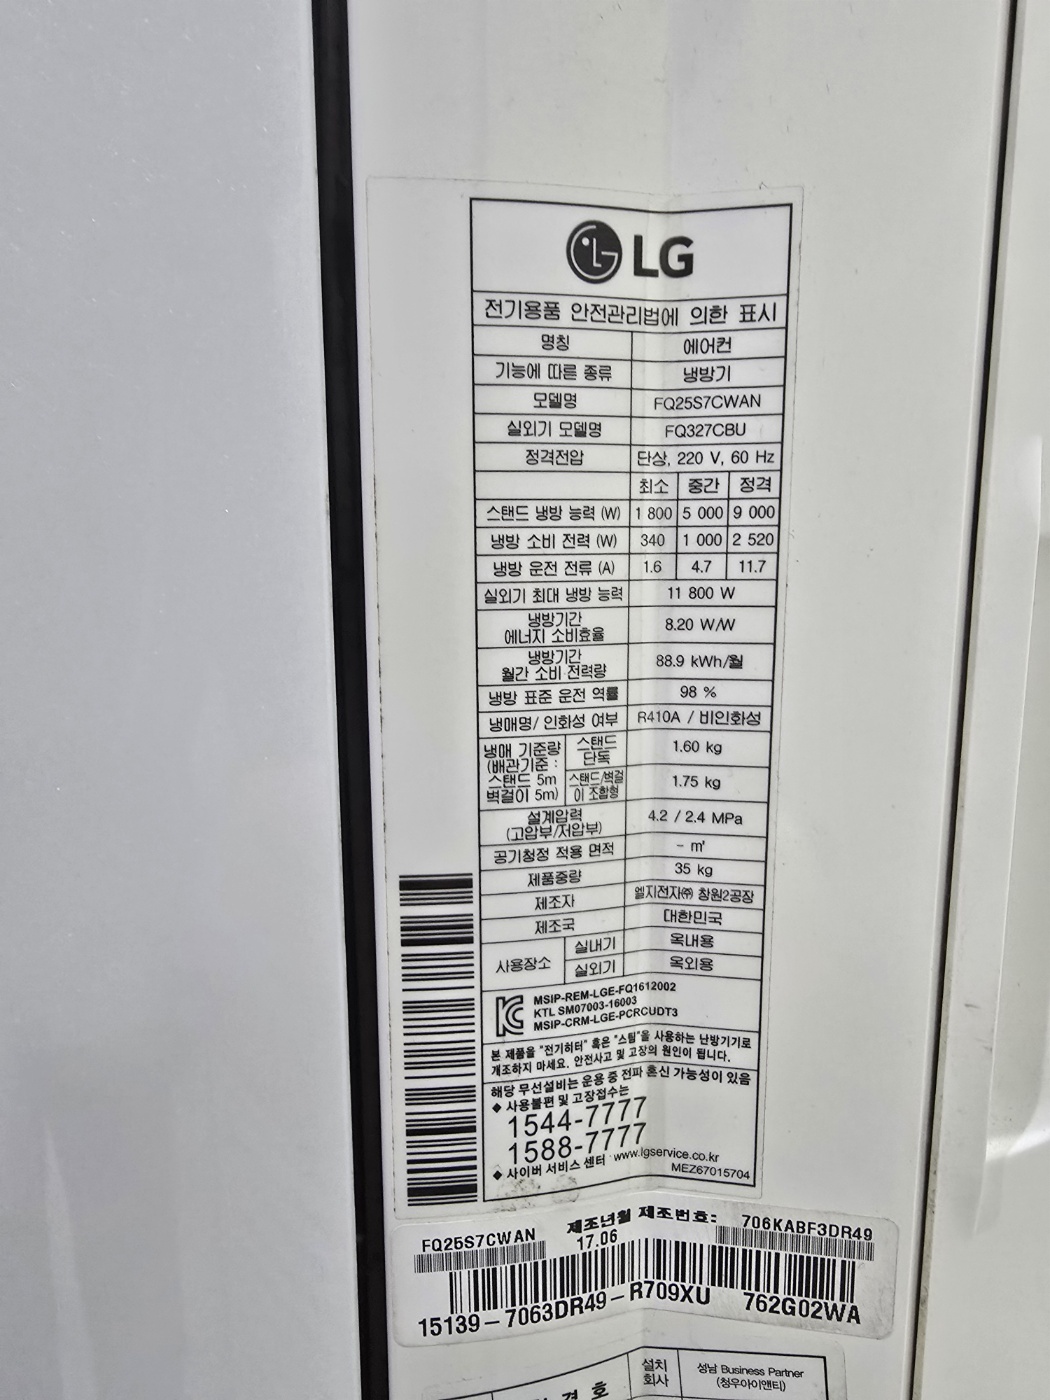 LG
전기용품 안전관리법에 의한 표시
명칭 에어컨
기능에 따른 종류 냉방기
모델명 FQ25S7CWAN
실외기 모델명 FQ327CBU
정격전압 단상, 220 V, 60 Hz
최소 중간 정격
스탠드 냉방 능력 (W) 1 800 5 000 9 000
냉방 소비 전력 (W) 340 1 000 2 520
냉방 운전 전류 (A) 1.6 4.7 11.7
실외기 최대 냉방 능력 11 800 W
냉방기간
에너지 소비효율 8.20 W/W
냉방기간
월간 소비 전력량 88.9 kWh/월
냉방 표준 운전 역률 98 %
냉매명/ 인화성 여부 R410A / 비인화성
냉매 기준량
(배관기준 :
스탠드 5m
벽걸이 5m)
스탠드
단독 1.60 kg
스탠드/벽걸
이 조합형 1.75 kg
설계압력
(고압부/저압부) 4.2 / 2.4 MPa
공기청정 적용 면적 - ㎡
제품중량 35 kg
제조자 엘지전자㈜ 창원2공장
제조국 대한민국
사용장소 실내기 옥내용
실외기 옥외용
MSIP-REM-LGE-FQ1612002
KTL SM07003-16003
MSIP-CRM-LGE-PCRCUDT3
본 제품을 "전기히터" 혹은 "스팀"을 사용하는 난방기기로
개조하지 마세요. 안전사고 및 고장의 원인이 됩니다.
해당 무선설비는 운용 중 전파 혼신 가능성이 있음
◆ 사용불편 및 고장접수는
1544-7777
1588-7777
◆ 사이버 서비스 센터 www.lgservice.co.kr
MEZ67015704
FQ25S7CWAN 제조년월 제조번호: 706KABF3DR49
17.06
15139-7063DR49-R709XU 762G02WA
설치
회사
성남 Business Partner
(청우아이앤티)
호